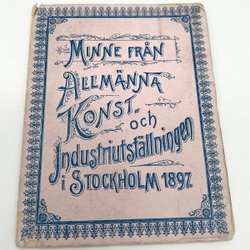 MINNE FRÅN
ALLMÄNNA
KONST-
och
Industriutställningen
i STOCKHOLM 1897.